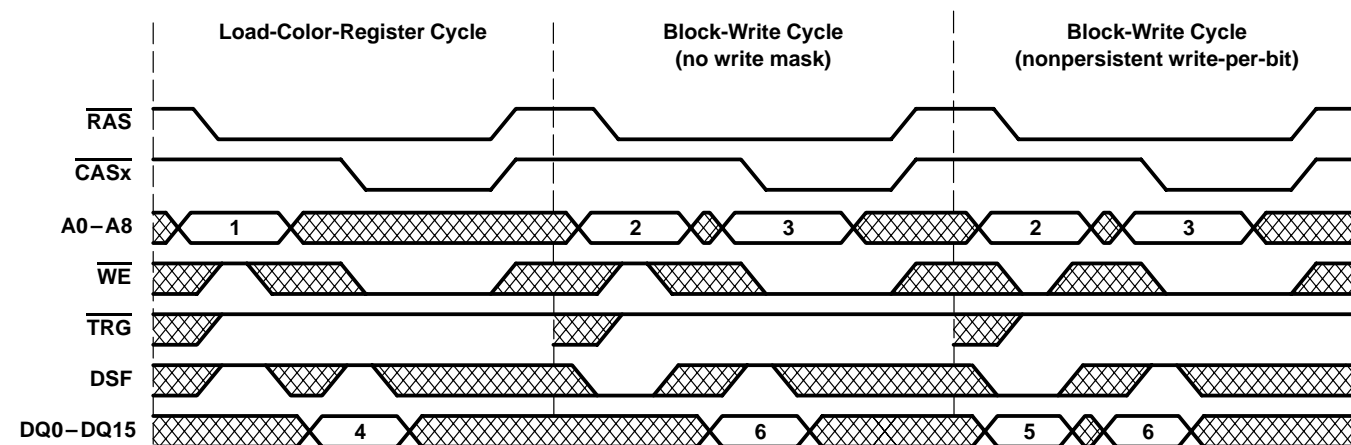 Load-Color-Register Cycle
Block-Write Cycle
(no write mask)
Block-Write Cycle
(nonpersistent write-per-bit)
RAS
CASx
A0–A8 1 2 3 2 3
WE
TRG
DSF
DQ0–DQ15 4 6 5 6